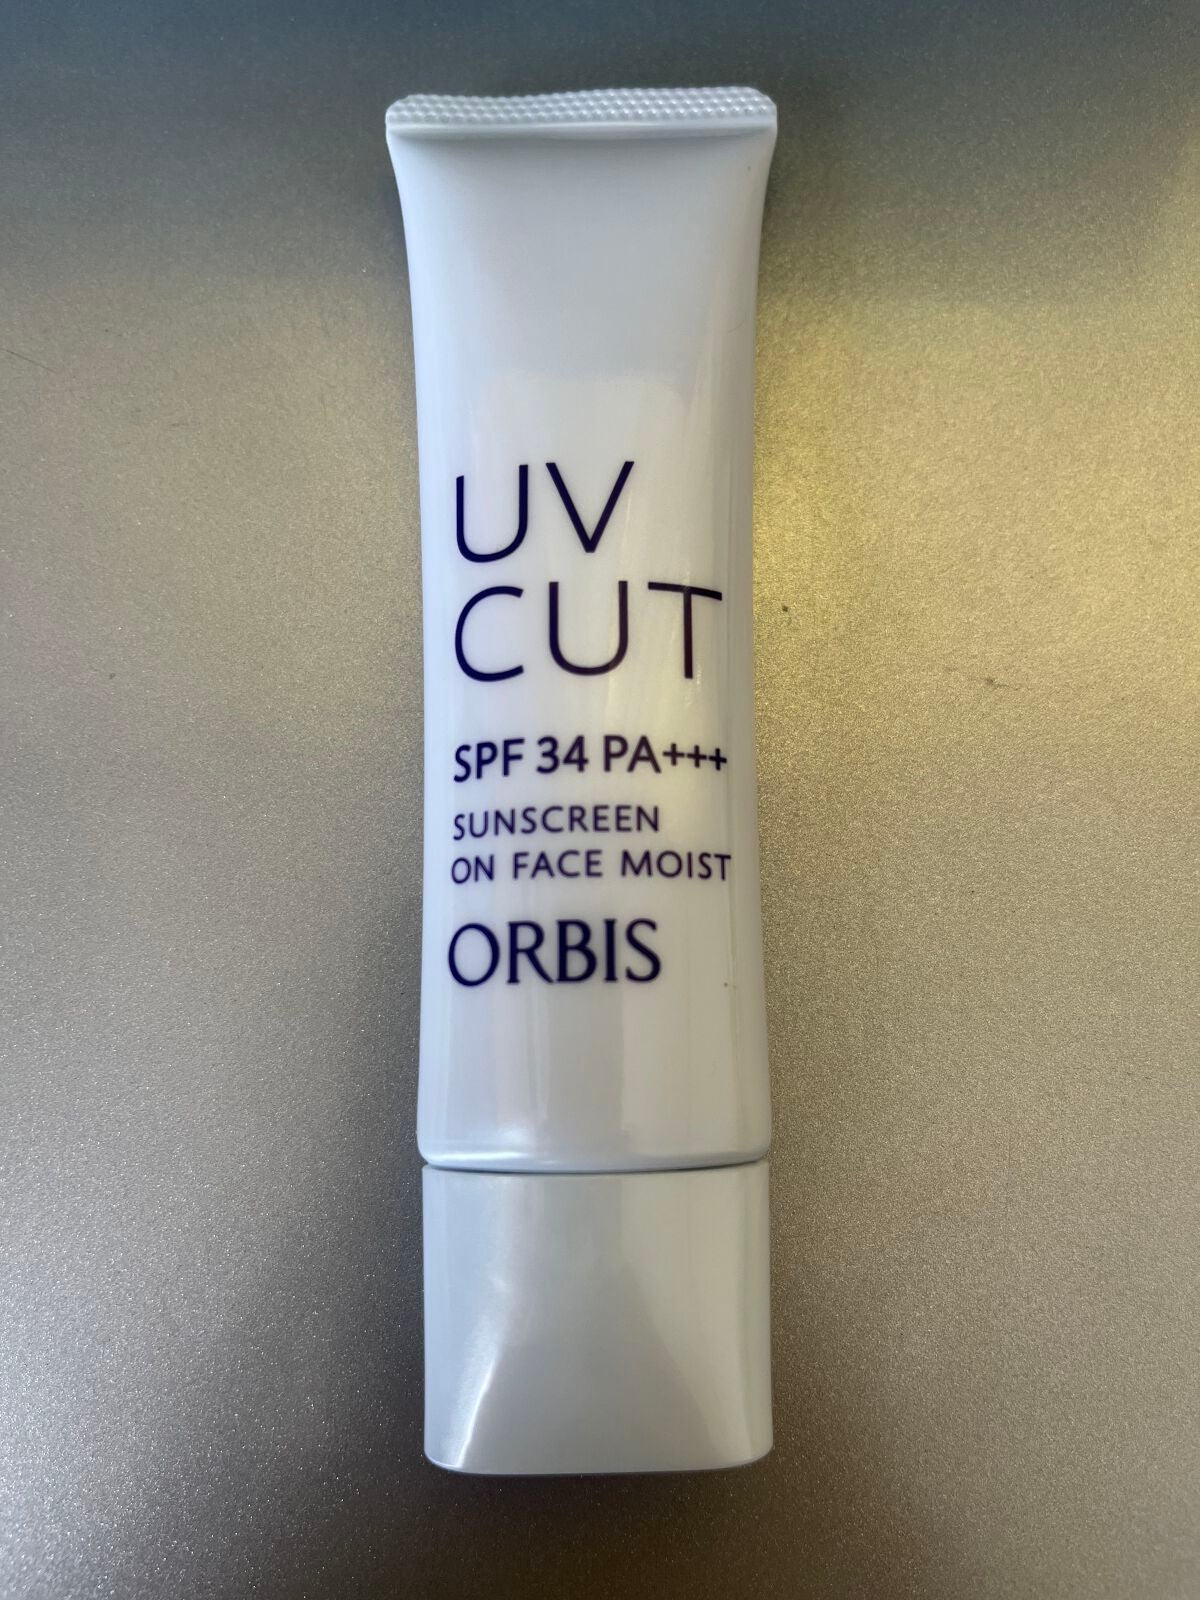 UV
CUT
SPF 34 PA+++
SUNSCREEN
ON FACE MOIST
ORBIS